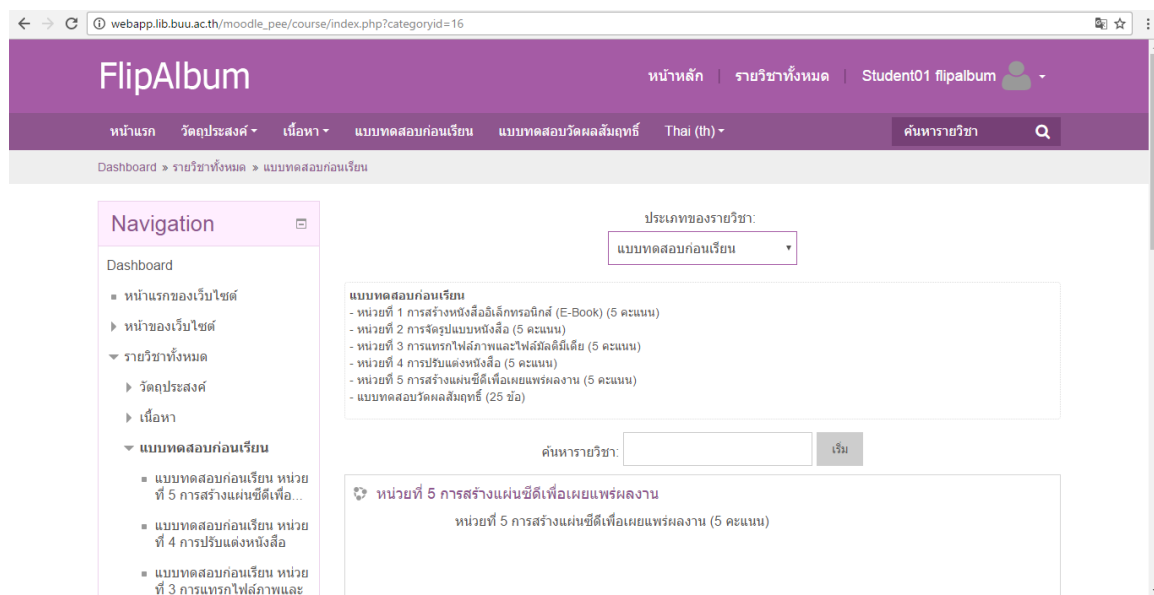 webapp.lib.buu.ac.th/moodle_pee/course/index.php?categoryid=16
FlipAlbum
หน้าหลัก | รายวิชาทั้งหมด | Student01 flipalbum
หน้าแรก วัตถุประสงค์ เนื้อหา แบบทดสอบก่อนเรียน แบบทดสอบวัดผลสัมฤทธิ์ Thai (th) ค้นหารายวิชา
Dashboard » รายวิชาทั้งหมด » แบบทดสอบก่อนเรียน
Navigation
Dashboard
หน้าแรกของเว็บไซต์
หน้าของเว็บไซต์
รายวิชาทั้งหมด
วัตถุประสงค์
เนื้อหา
แบบทดสอบก่อนเรียน
แบบทดสอบก่อนเรียน หน่วย
ที่ 5 การสร้างแผ่นซีดีเพื่อ...
แบบทดสอบก่อนเรียน หน่วย
ที่ 4 การปรับแต่งหนังสือ
แบบทดสอบก่อนเรียน หน่วย
ที่ 3 การแทรกไฟล์ภาพและ
ประเภทของรายวิชา:
แบบทดสอบก่อนเรียน
แบบทดสอบก่อนเรียน
- หน่วยที่ 1 การสร้างหนังสืออิเล็กทรอนิกส์ (E-Book) (5 คะแนน)
- หน่วยที่ 2 การจัดรูปแบบหนังสือ (5 คะแนน)
- หน่วยที่ 3 การแทรกไฟล์ภาพและไฟล์มัลติมีเดีย (5 คะแนน)
- หน่วยที่ 4 การปรับแต่งหนังสือ (5 คะแนน)
- หน่วยที่ 5 การสร้างแผ่นซีดีเพื่อเผยแพร่ผลงาน (5 คะแนน)
- แบบทดสอบวัดผลสัมฤทธิ์ (25 ข้อ)
ค้นหารายวิชา: เริ่ม
หน่วยที่ 5 การสร้างแผ่นซีดีเพื่อเผยแพร่ผลงาน
หน่วยที่ 5 การสร้างแผ่นซีดีเพื่อเผยแพร่ผลงาน (5 คะแนน)